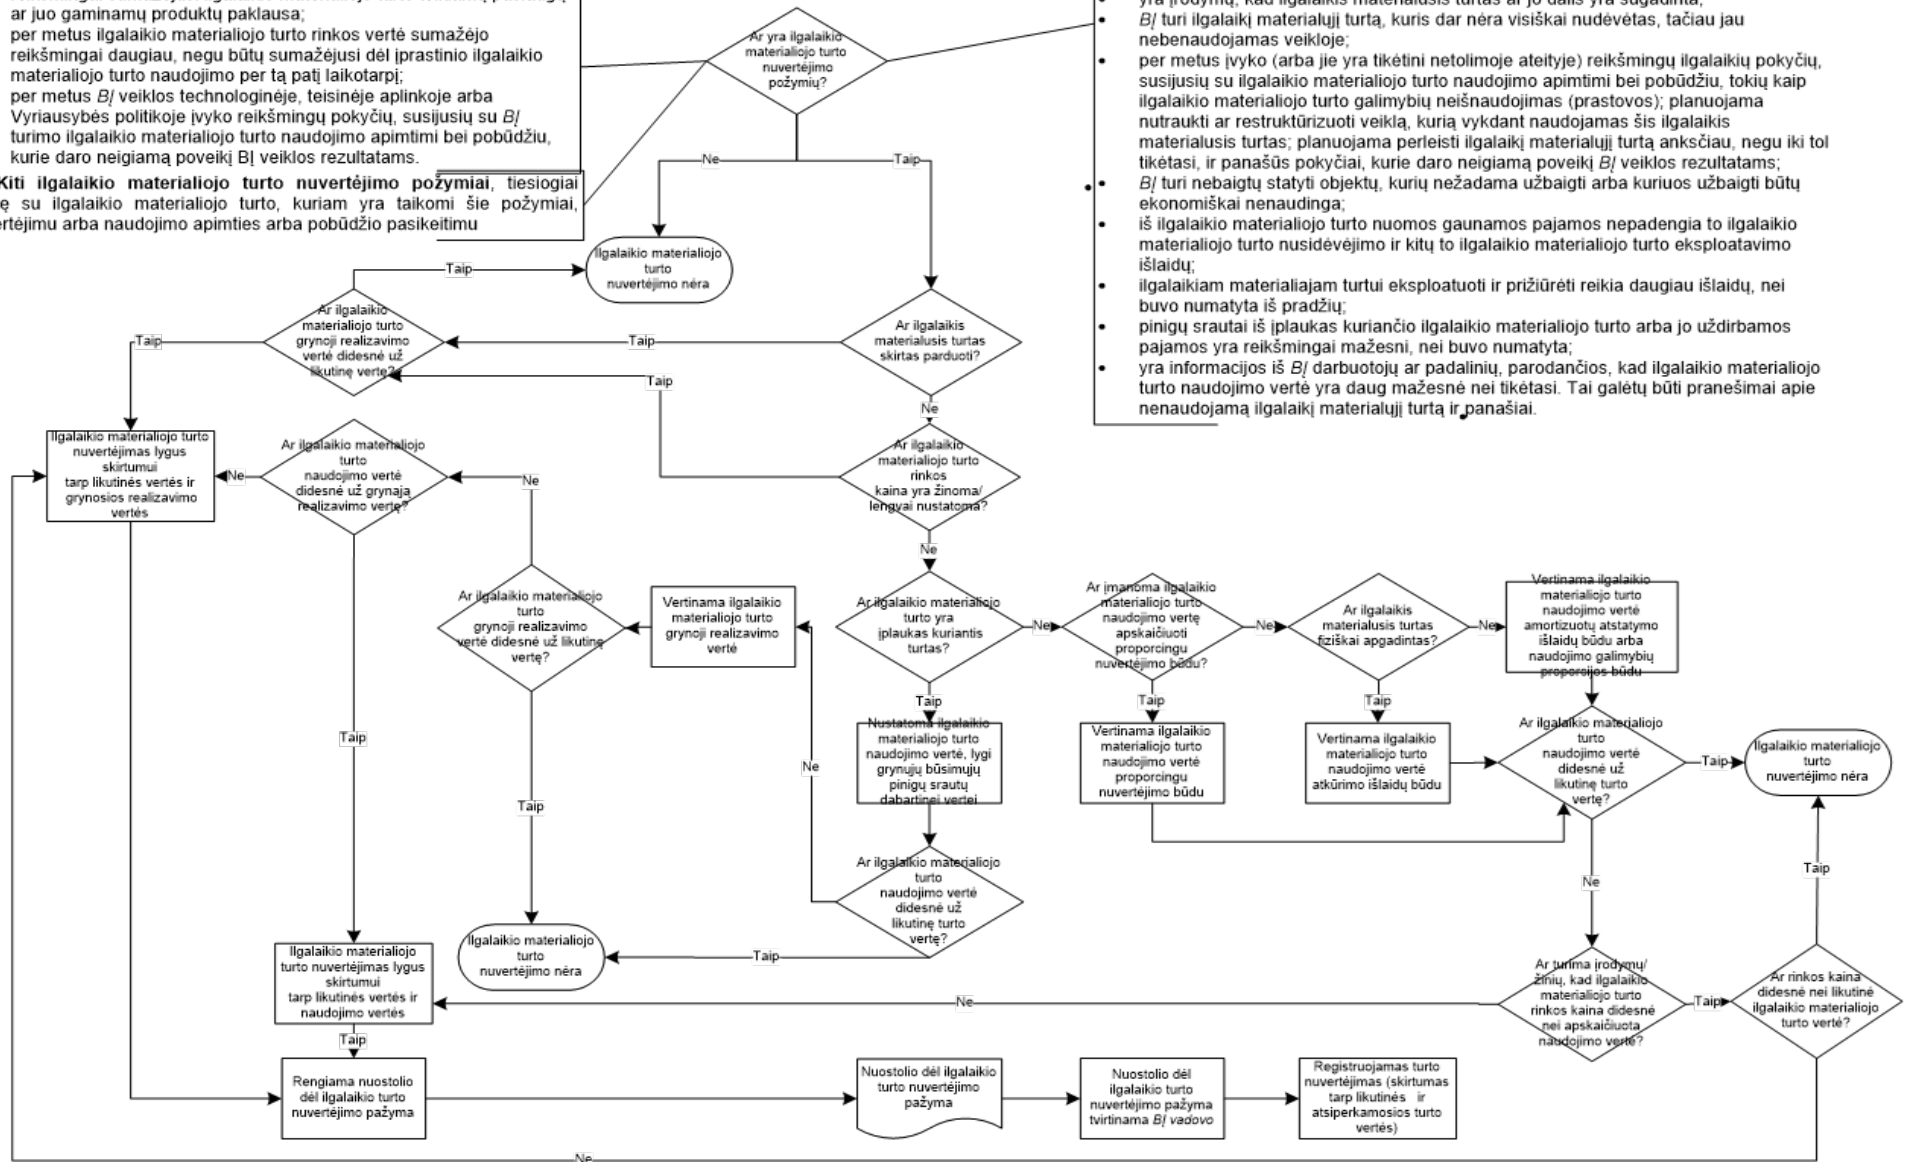 ar juo gaminamų produktų paklausa;
per metus ilgalaikio materialiojo turto rinkos vertė sumažėjo
reikšmingai daugiau, negu būtų sumažėjusi dėl įprastinio ilgalaikio
materialiojo turto naudojimo per tą patį laikotarpį;
per metus BĮ veiklos technologinėje, teisinėje aplinkoje arba
Vyriausybės politikoje įvyko reikšmingų pokyčių, susijusių su BĮ
turimo ilgalaikio materialiojo turto naudojimo apimtimi bei pobūdžiu,
kurie daro neigiamą poveikį BĮ veiklos rezultatams.
Kiti ilgalaikio materialiojo turto nuvertėjimo požymiai, tiesiogiai
su ilgalaikio materialiojo turto, kuriam yra taikomi šie požymiai,
arba naudojimo apimties arba pobūdžio pasikeitimu
Ar yra ilgalaikio
materialiojo turto
nuvertėjimo
požymių?
• yra įrodymų, kad ilgalaikis materialusis turtas ar jo dalis yra sugadinta;
• BĮ turi ilgalaikį materialųjį turtą, kuris dar nėra visiškai nudėvėtas, tačiau jau
nebenaudojamas veikloje;
• per metus įvyko (arba jie yra tikėtini netolimoje ateityje) reikšmingų ilgalaikių pokyčių,
susijusių su ilgalaikio materialiojo turto naudojimo apimtimi bei pobūdžiu, tokių kaip
ilgalaikio materialiojo turto galimybių neišnaudojimas (prastovos); planuojama
nutraukti ar restruktūrizuoti veiklą, kurią vykdant naudojamas šis ilgalaikis
materialusis turtas; planuojama perleisti ilgalaikį materialųjį turtą anksčiau, negu iki tol
tikėtasi, ir panašūs pokyčiai, kurie daro neigiamą poveikį BĮ veiklos rezultatams;
• BĮ turi nebaigtų statyti objektų, kurių nežadama užbaigti arba kuriuos užbaigti būtų
ekonomiškai nenaudinga;
• iš ilgalaikio materialiojo turto nuomos gaunamos pajamos nepadengia to ilgalaikio
materialiojo turto nusidėvėjimo ir kitų to ilgalaikio materialiojo turto eksploatavimo
išlaidų;
• ilgalaikiam materialiajam turtui eksploatuoti ir prižiūrėti reikia daugiau išlaidų, nei
buvo numatyta iš pradžių;
• pinigų srautai iš įplaukas kuriančio ilgalaikio materialiojo turto arba jo uždirbamos
pajamos yra reikšmingai mažesni, nei buvo numatyta;
• yra informacijos iš BĮ darbuotojų ar padalinių, parodančios, kad ilgalaikio materialiojo
turto naudojimo vertė yra daug mažesnė nei tikėtasi. Tai galėtų būti pranešimai apie
nenaudojamą ilgalaikį materialųjį turtą ir panašiai.
Ne
Taip
Ilgalaikio materialiojo
turto
nuvertėjimo nėra
Taip
Ar ilgalaikio
materialiojo turto
grynoji realizavimo
vertė didesnė už
likutinę vertę?
Taip
Taip
Ar ilgalaikis
materialusis turtas
skirtas parduoti?
Taip
Ne
Ilgalaikio materialiojo turto
nuvertėjimas lygus
skirtumui
tarp likutinės vertės ir
grynosios realizavimo
vertės
Ne
Ar ilgalaikio materialiojo
turto
naudojimo vertė
didesnė už grynąją
realizavimo vertę?
Ne
Ar ilgalaikio
materialiojo turto
rinkos
kaina yra žinoma/
lengvai nustatoma?
Ne
Ar ilgalaikio materialiojo
turto
grynoji realizavimo
vertė didesnė už likutinę
vertę?
Vertinama ilgalaikio
materialiojo turto
grynoji realizavimo
vertė
Ar ilgalaikio materialiojo
turto yra
įplaukas kuriantis
turtas?
Ne
Ar įmanoma ilgalaikio
materialiojo turto
naudojimo vertę
apskaičiuoti
proporcingu
nuvertėjimo būdu?
Ne
Ar ilgalaikis
materialusis turtas
fiziškai apgadintas?
Ne
Vertinama ilgalaikio
materialiojo turto
naudojimo vertė
amortizuotų atstatymo
išlaidų būdu arba
naudojimo galimybių
proporcijos būdu
Taip
Taip
Taip
Taip
Nustatoma ilgalaikio
materialiojo turto
naudojimo vertė, lygi
grynųjų būsimųjų
pinigų srautų
dabartinei vertei
Vertinama ilgalaikio
materialiojo turto
naudojimo vertė
proporcingu
nuvertėjimo būdu
Vertinama ilgalaikio
materialiojo turto
naudojimo vertė
atkūrimo išlaidų būdu
Ar ilgalaikio materialiojo
turto
naudojimo vertė
didesnė už
likutinę turto
vertę?
Taip
Ilgalaikio materialiojo
turto
nuvertėjimo nėra
Ne
Taip
Ar ilgalaikio materialiojo
turto
naudojimo vertė
didesnė už
likutinę turto
vertę?
Ne
Taip
Ilgalaikio materialiojo
turto nuvertėjimas lygus
skirtumui
tarp likutinės vertės ir
naudojimo vertės
Ilgalaikio materialiojo
turto
nuvertėjimo nėra
Taip
Ne
Ar turima įrodymų/
žinių, kad ilgalaikio
materialiojo turto
rinkos kaina didesnė
nei apskaičiuota
naudojimo vertė?
Taip
Ar rinkos kaina
didesnė nei likutinė
ilgalaikio materialiojo
turto vertė?
Taip
Rengiama nuostolio
dėl ilgalaikio turto
nuvertėjimo pažyma
Nuostolio dėl ilgalaikio
turto nuvertėjimo
pažyma
Nuostolio dėl
ilgalaikio turto
nuvertėjimo pažyma
tvirtinama BĮ vadovo
Registruojamas turto
nuvertėjimas (skirtumas
tarp likutinės ir
atsiperkamosios turto
vertės)
Ne